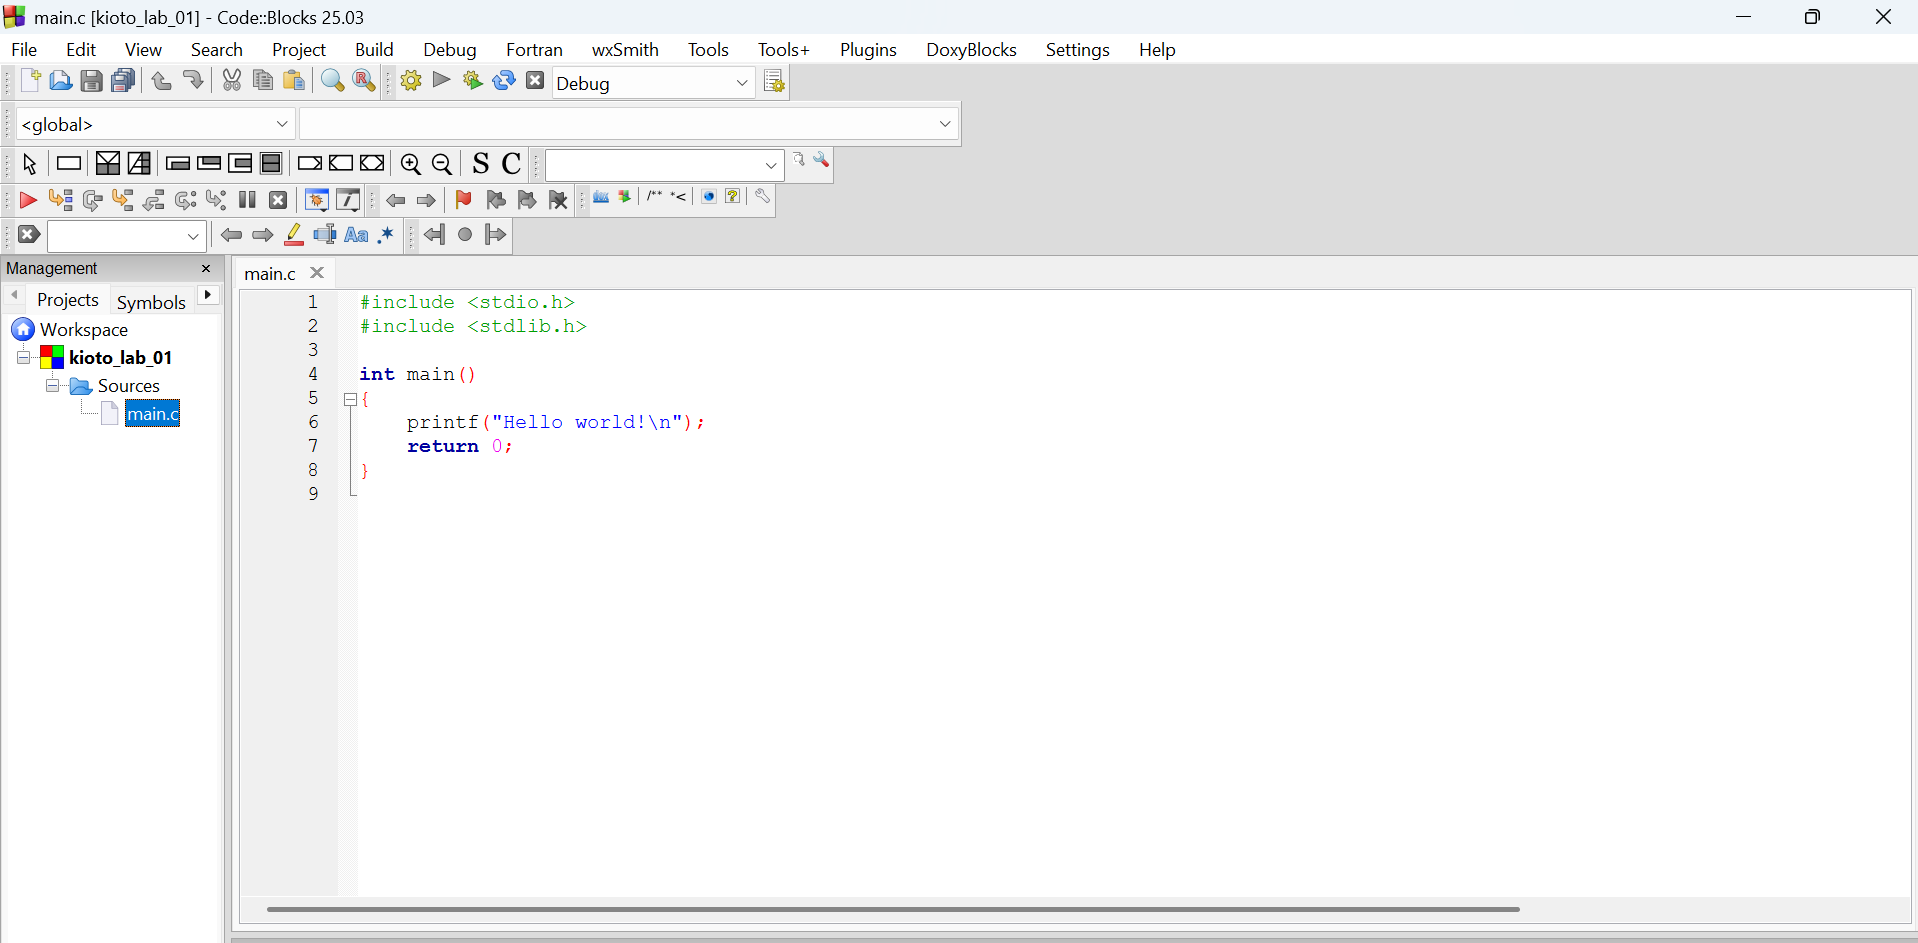 main.c [kioto_lab_01] - Code::Blocks 25.03
File Edit View Search Project Build Debug Fortran wxSmith Tools Tools+ Plugins DoxyBlocks Settings Help
Debug
<global>
S C
/** *<
Aa .*
Management
main.c
Projects Symbols
Workspace
kioto_lab_01
Sources
main.c
1 #include <stdio.h>
2 #include <stdlib.h>
3
4 int main()
5 {
6 printf("Hello world!\n");
7 return 0;
8 }
9